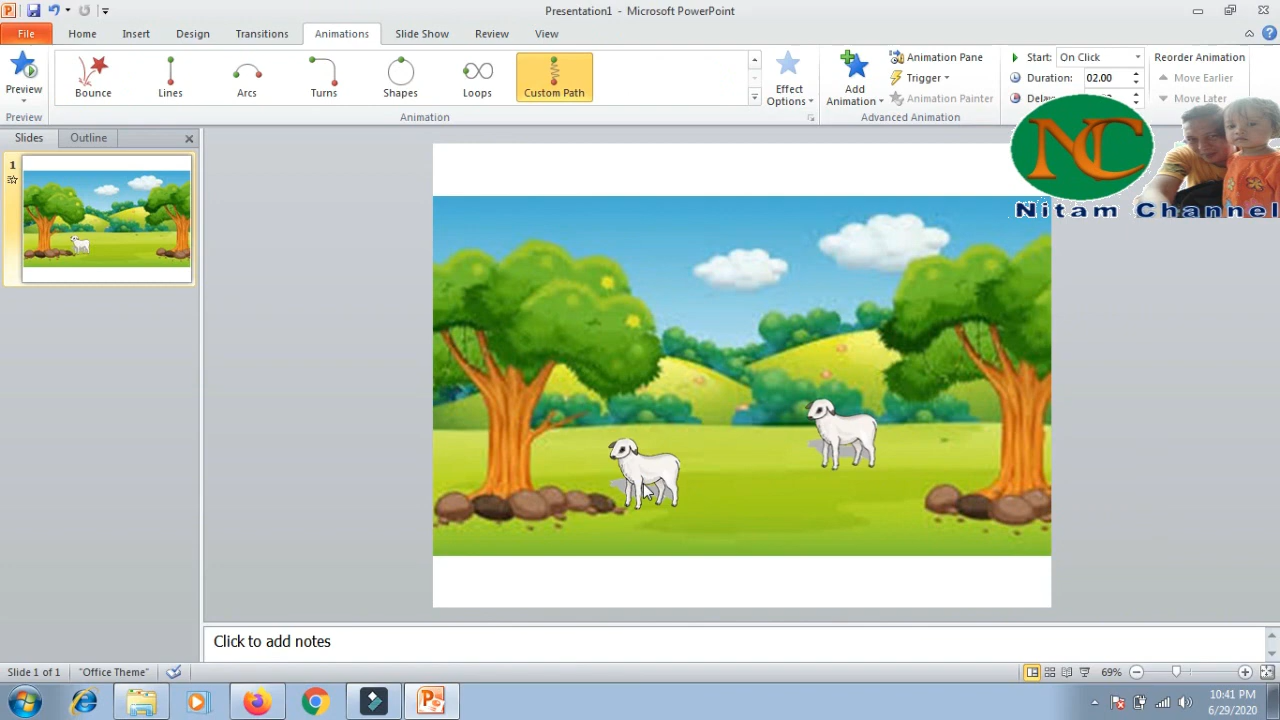 Presentation1 - Microsoft PowerPoint
File Home Insert Design Transitions Animations Slide Show Review View
Bounce Lines Arcs Turns Shapes Loops Custom Path
Preview
Effect Options
Add Animation
Animation Pane
Trigger
Animation Painter
Start: On Click
Duration: 02.00
Reorder Animation
Move Earlier
Move Later
Preview Animation Advanced Animation
NC
Nitam Channel
Slides Outline
1
Click to add notes
Slide 1 of 1 "Office Theme" 69%
10:41 PM
6/29/2020